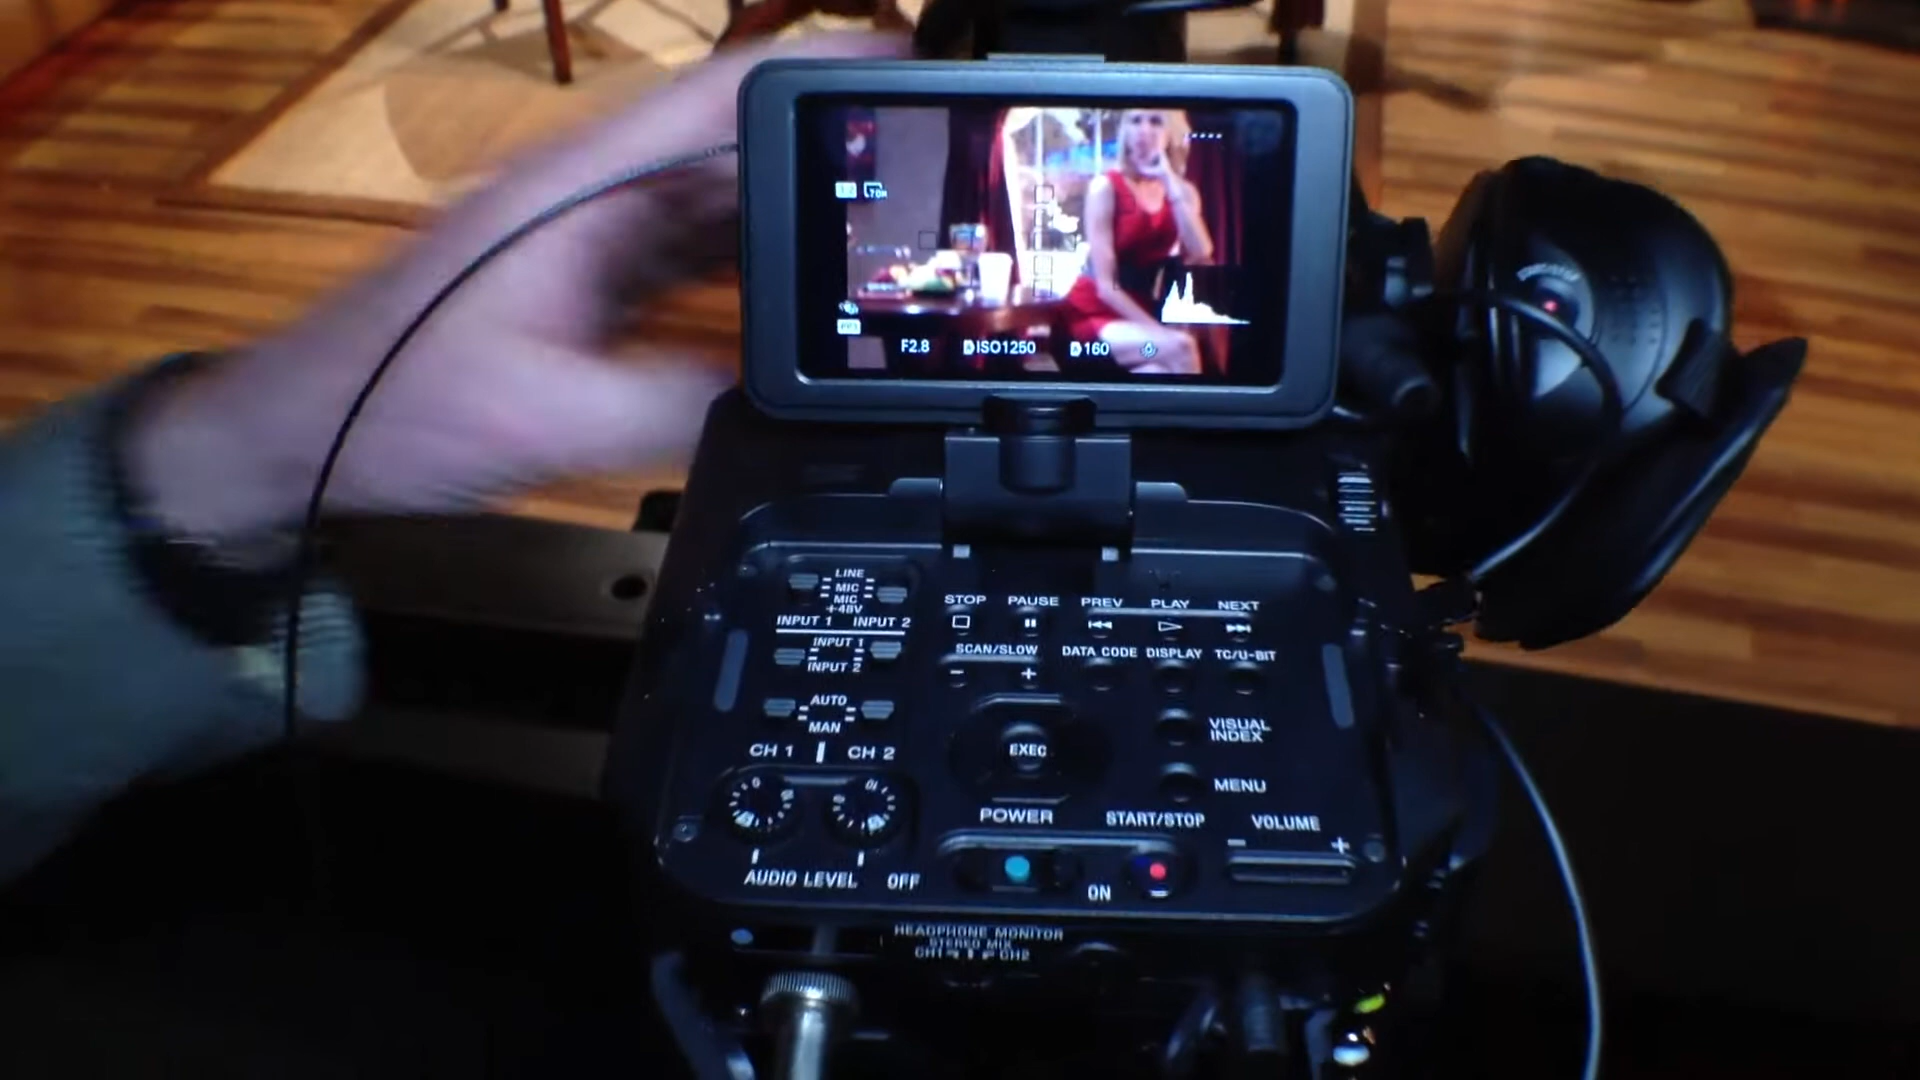 F2.8 ISO1250 160
START/STOP
LINE
MIC
MIC
+48V
INPUT 1 INPUT 2
INPUT 1
INPUT 2
AUTO
MAN
CH 1 CH 2
AUDIO LEVEL
STOP PAUSE PREV PLAY NEXT
SCAN/SLOW DATA CODE DISPLAY TC/U-BIT
- +
VISUAL
INDEX
EXEC
MENU
POWER START/STOP VOLUME
- +
OFF ON
HEADPHONE MONITOR
STEREO MIX
CH1 CH2